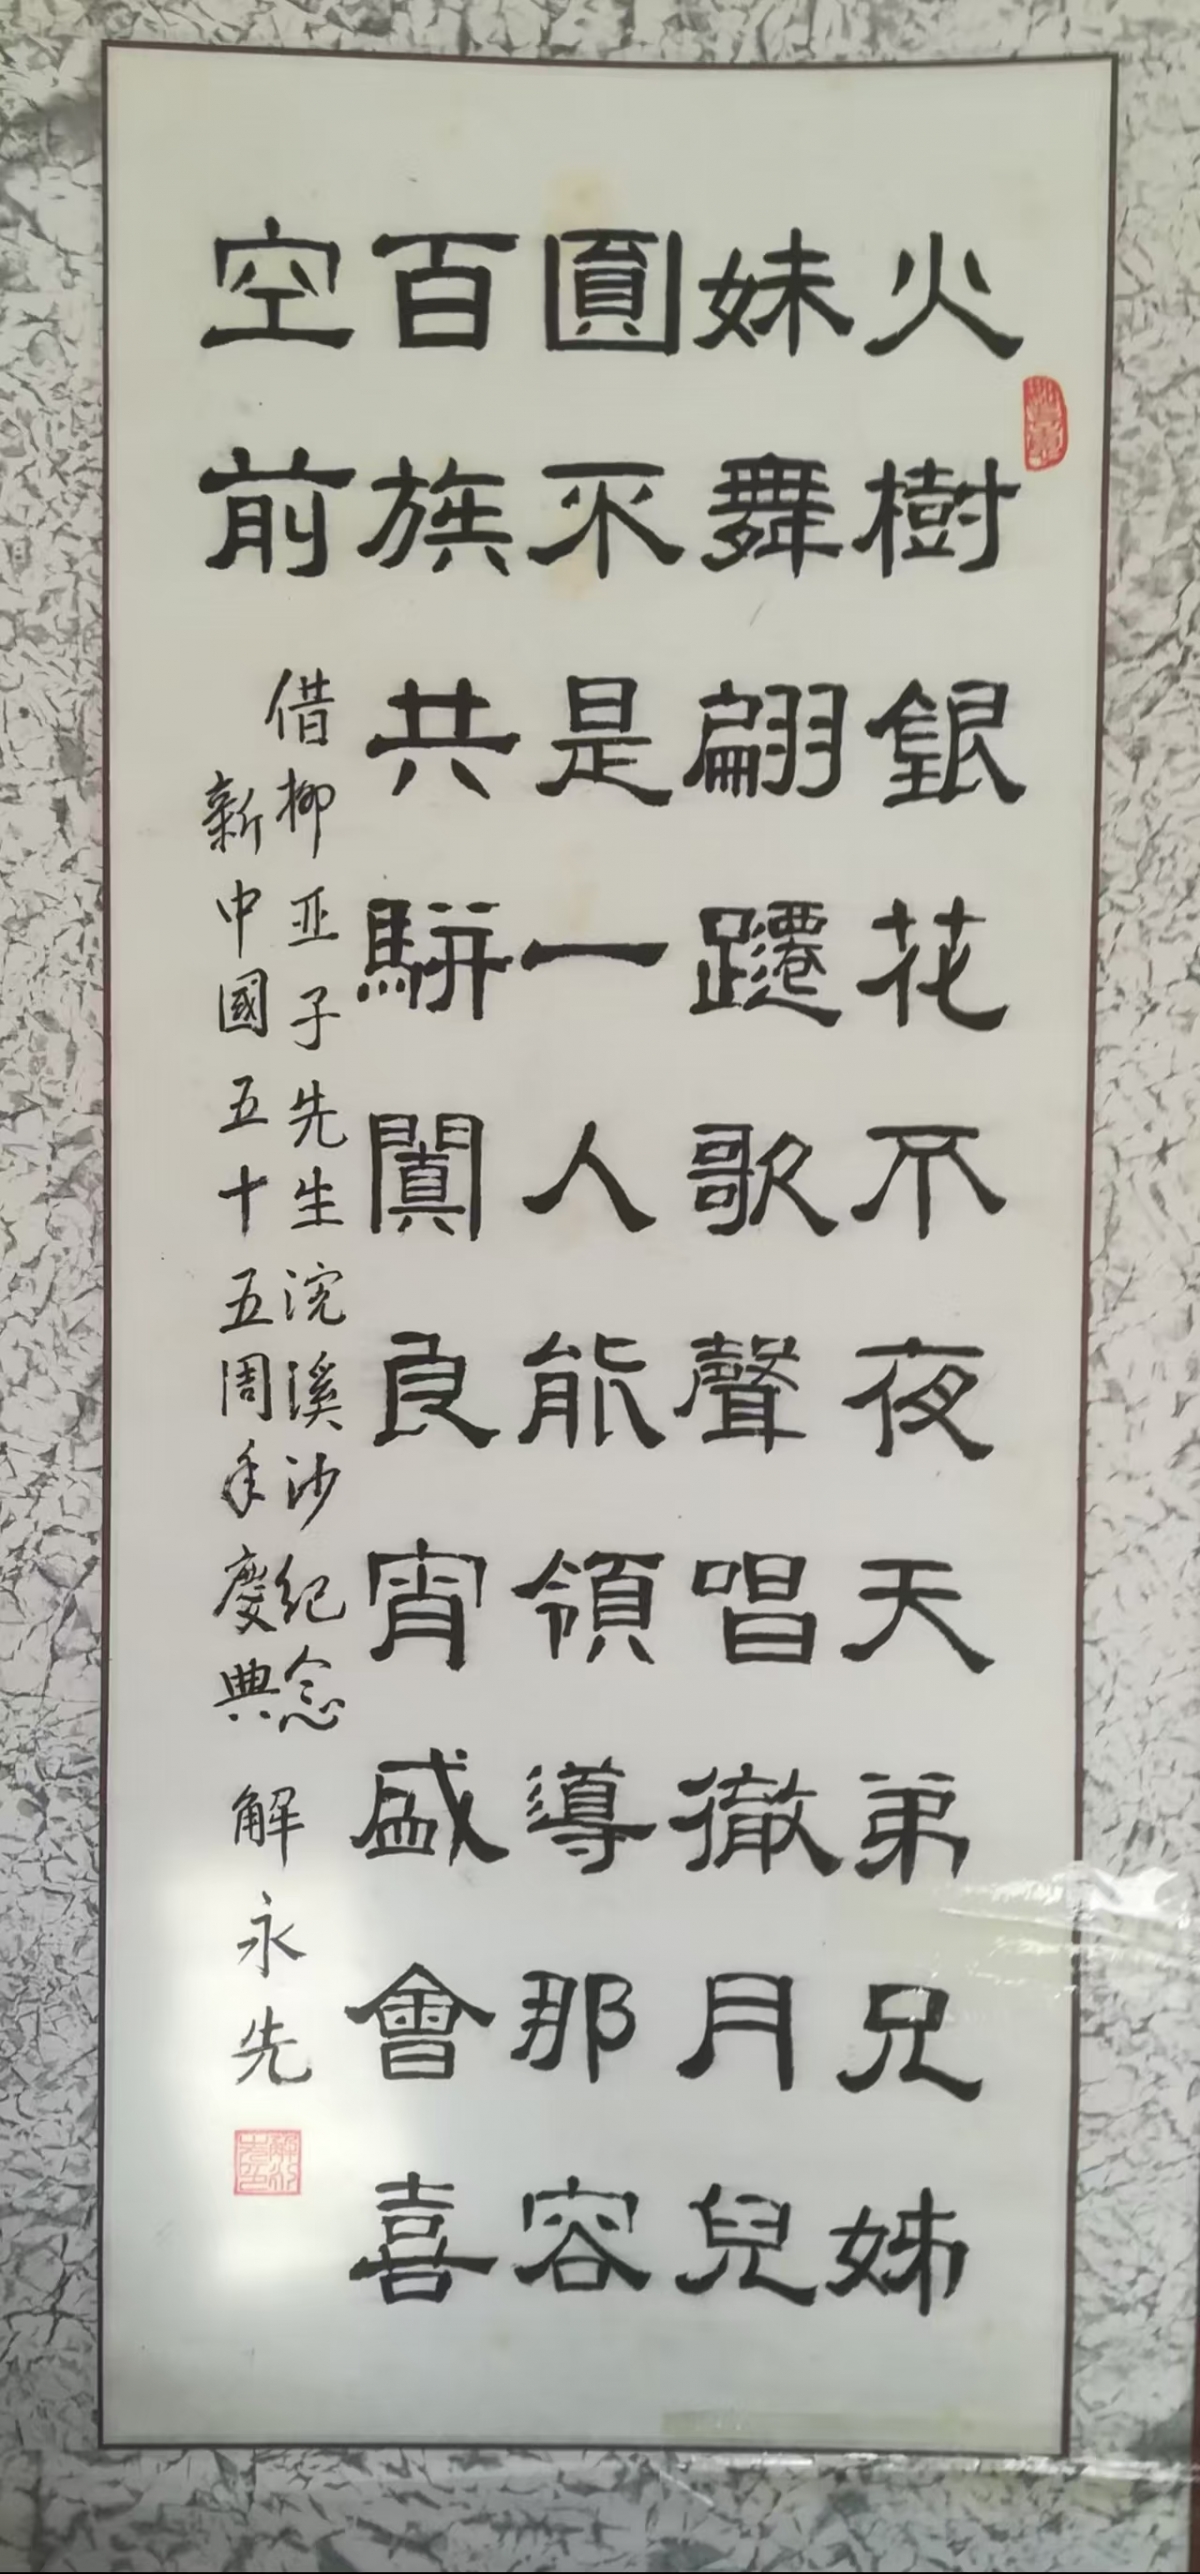 火樹銀花不夜天弟兄姊
妹舞翩躚歌聲唱徹月兒
圓不是一人能領導那容
百族共駢闐良宵盛會喜
空前
借柳亚子先生浣溪沙纪念
新中國五十五周年慶典
解永先